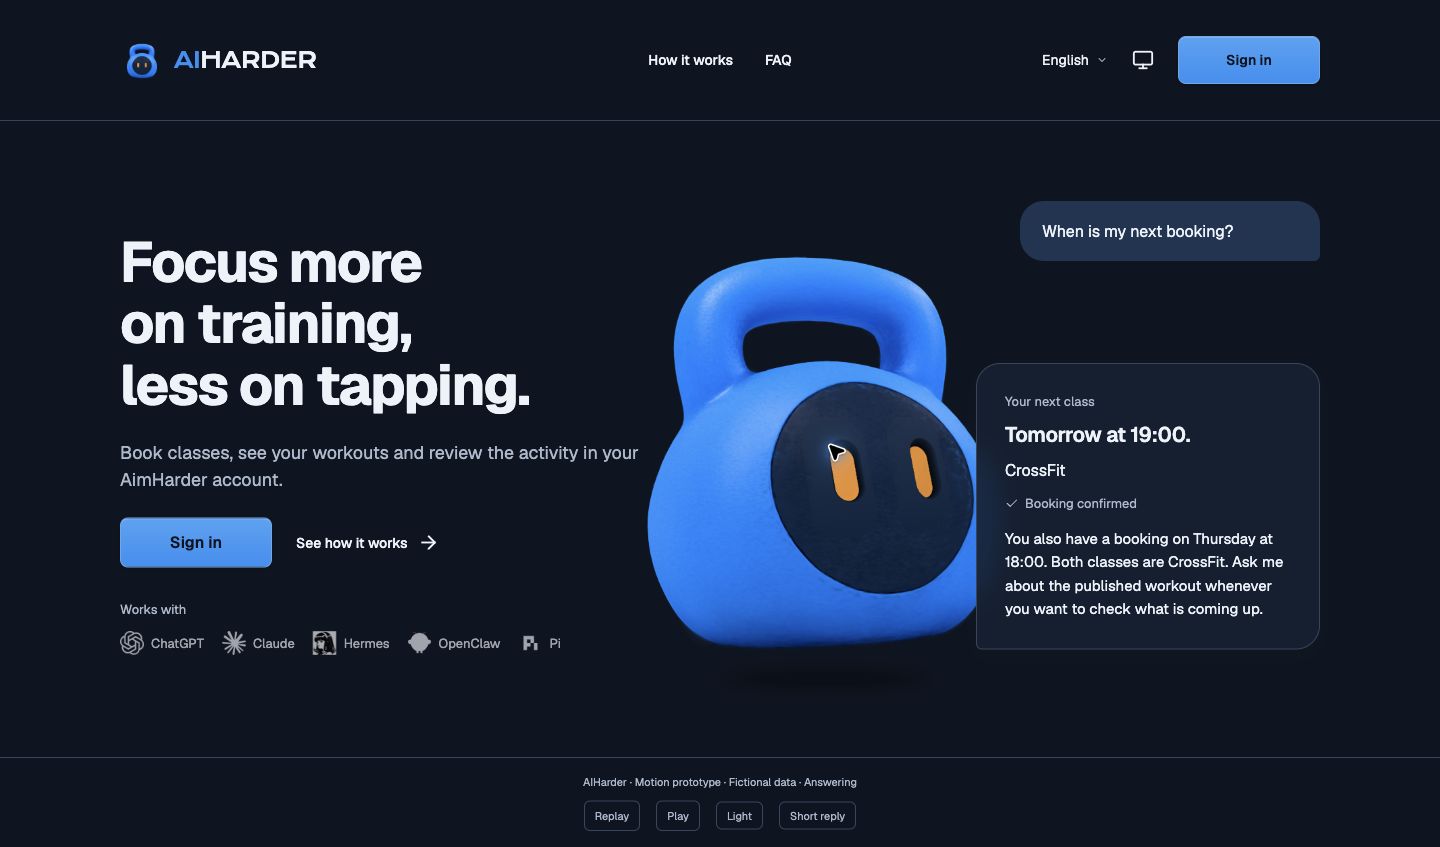 AIHARDER
How it works
FAQ
English
Sign in
When is my next booking?
Focus more
on training,
less on tapping.
Book classes, see your workouts and review the activity in your
AimHarder account.
Sign in
See how it works
Works with
ChatGPT
Claude
Hermes
OpenClaw
Pi
Your next class
Tomorrow at 19:00.
CrossFit
Booking confirmed
You also have a booking on Thursday at
18:00. Both classes are CrossFit. Ask me
about the published workout whenever
you want to check what is coming up.
AIHarder · Motion prototype · Fictional data · Answering
Replay
Play
Light
Short reply